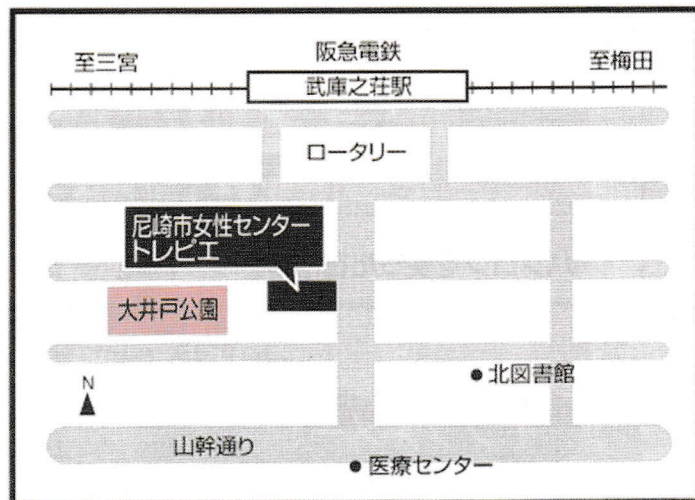 阪急電鉄
至三宮
至梅田
武庫之荘駅
ロータリー
尼崎市女性センター
トレピエ
大井戸公園
北図書館
N
山幹通り
医療センター